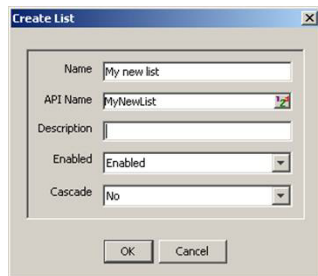 Create List
Name My new list
API Name MyNewList
Description
Enabled Enabled
Cascade No
OK Cancel